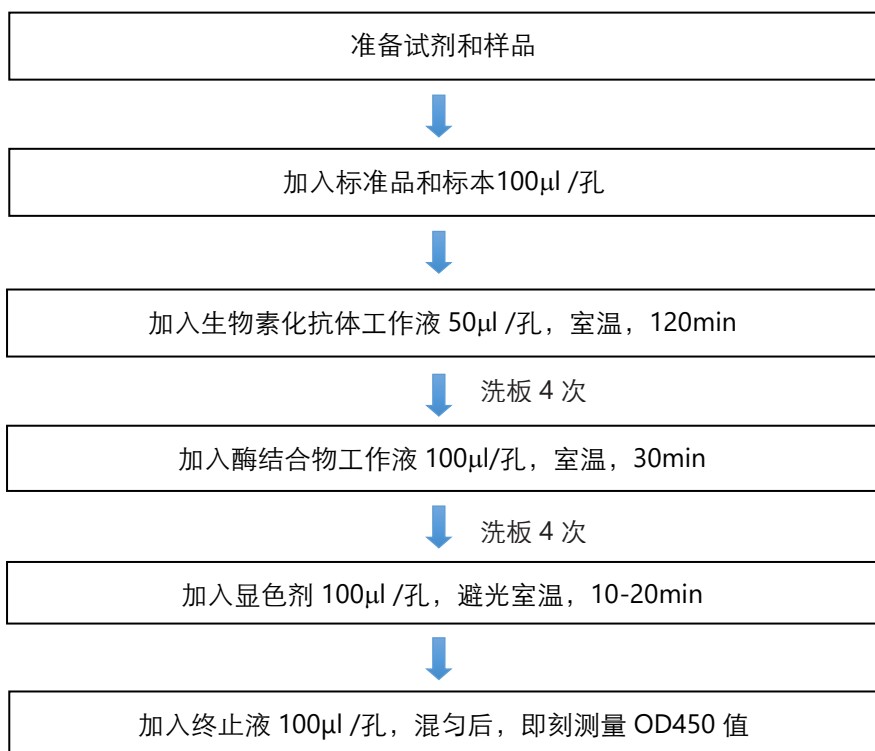 准备试剂和样品
加入标准品和标本100μl /孔
加入生物素化抗体工作液 50μl /孔，室温，120min
洗板 4 次
加入酶结合物工作液 100μl/孔，室温，30min
洗板 4 次
加入显色剂 100μl /孔，避光室温，10-20min
加入终止液 100μl /孔，混匀后，即刻测量 OD450 值